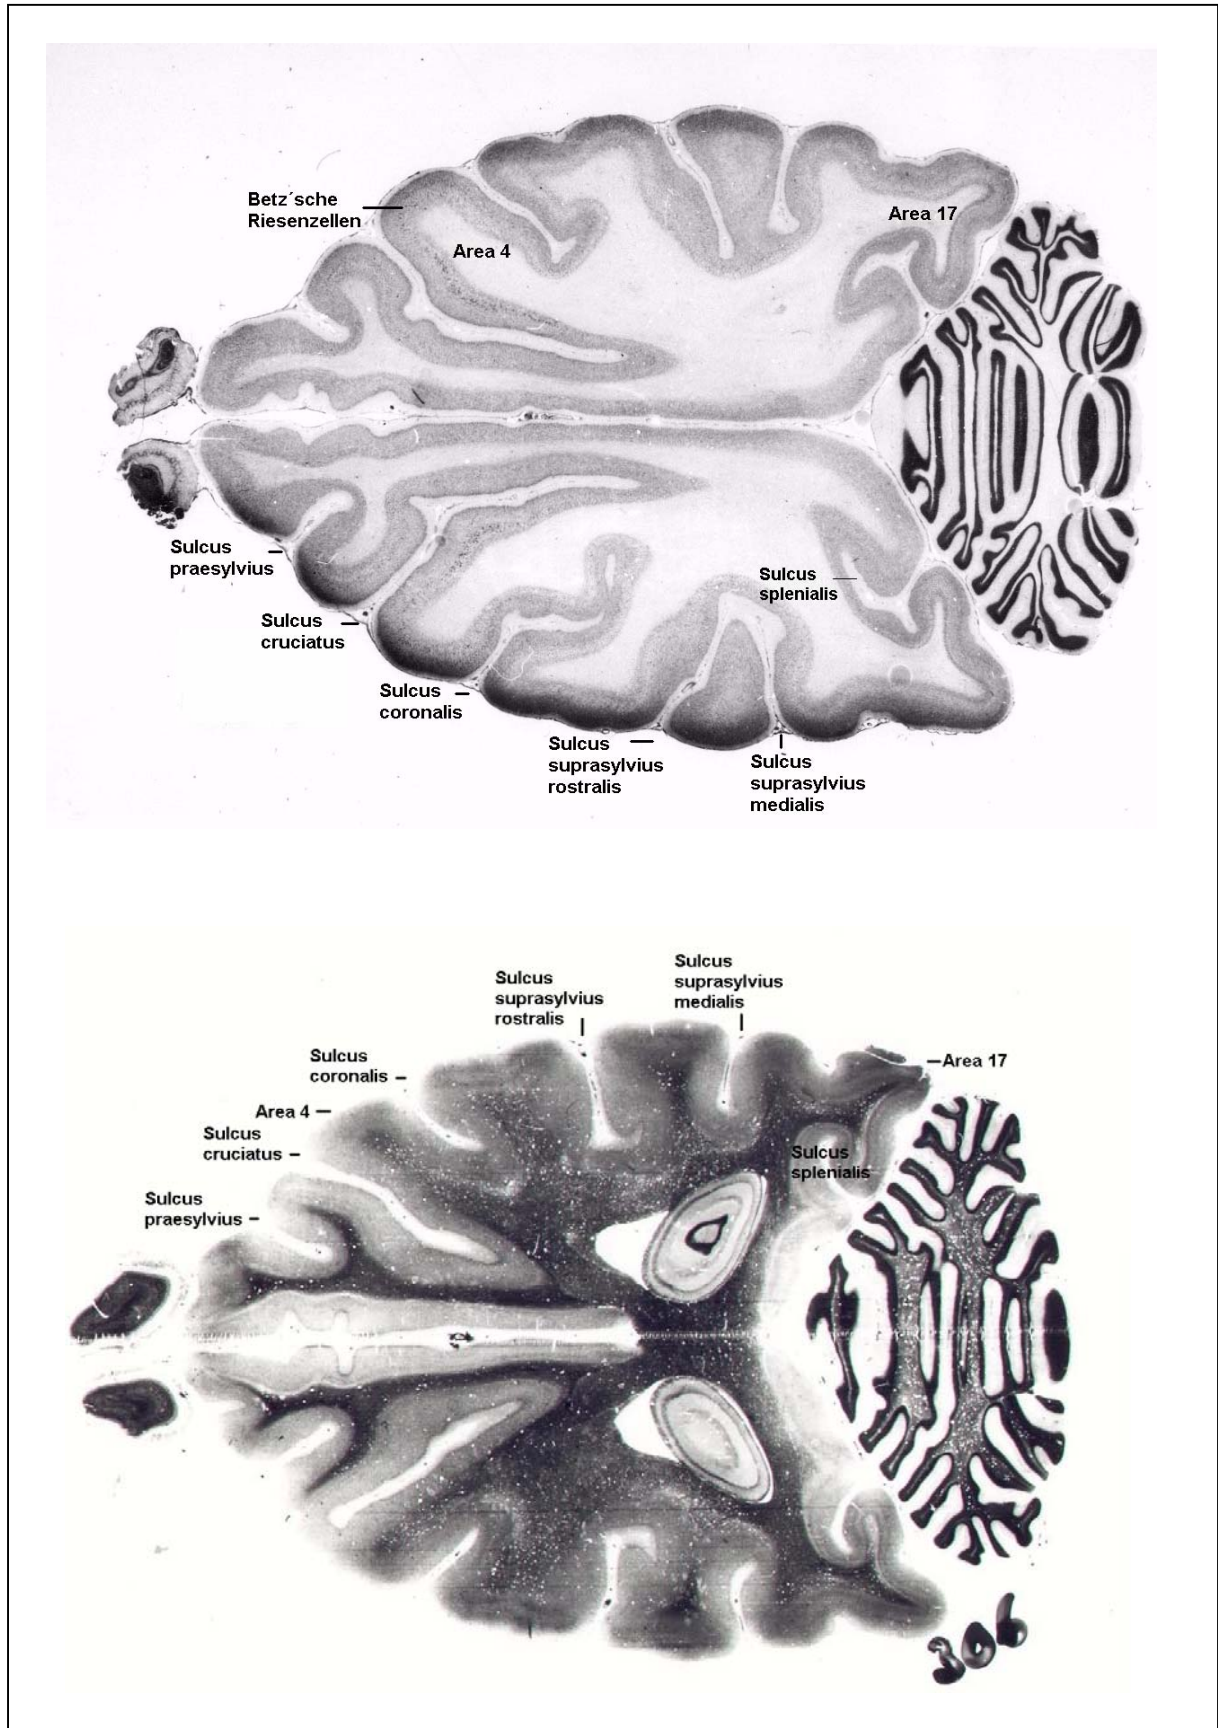 Betz´sche
Riesenzellen
Area 4
Area 17
Sulcus
praesylvius
Sulcus
splenialis
Sulcus
cruciatus
Sulcus
coronalis
Sulcus
suprasylvius
rostralis
Sulcus
suprasylvius
medialis
Sulcus
suprasylvius
medialis
Sulcus
suprasylvius
rostralis
Sulcus
coronalis
Area 17
Area 4
Sulcus
cruciatus
Sulcus
splenialis
Sulcus
praesylvius
306